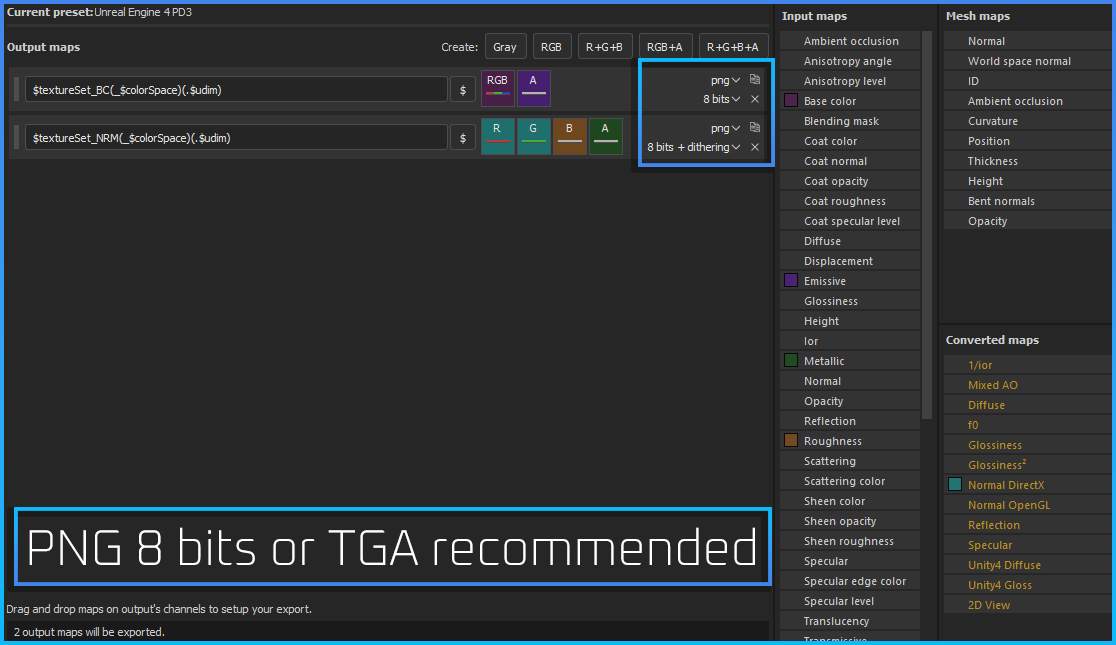 Current preset:Unreal Engine 4 PD3
Output maps
Create: Gray RGB R+G+B RGB+A R+G+B+A
$textureSet_BC(_$colorSpace)(.$udim)
$
RGB A
png
8 bits
$textureSet_NRM(_$colorSpace)(.$udim)
$
R G B A
png
8 bits + dithering
PNG 8 bits or TGA recommended
Drag and drop maps on output's channels to setup your export.
2 output maps will be exported.
Input maps
Ambient occlusion
Anisotropy angle
Anisotropy level
Base color
Blending mask
Coat color
Coat normal
Coat opacity
Coat roughness
Coat specular level
Diffuse
Displacement
Emissive
Glossiness
Height
Ior
Metallic
Normal
Opacity
Reflection
Roughness
Scattering
Scattering color
Sheen color
Sheen opacity
Sheen roughness
Specular
Specular edge color
Specular level
Translucency
Transmissive
Mesh maps
Normal
World space normal
ID
Ambient occlusion
Curvature
Position
Thickness
Height
Bent normals
Opacity
Converted maps
1/ior
Mixed AO
Diffuse
f0
Glossiness
Glossiness²
Normal DirectX
Normal OpenGL
Reflection
Specular
Unity4 Diffuse
Unity4 Gloss
2D View